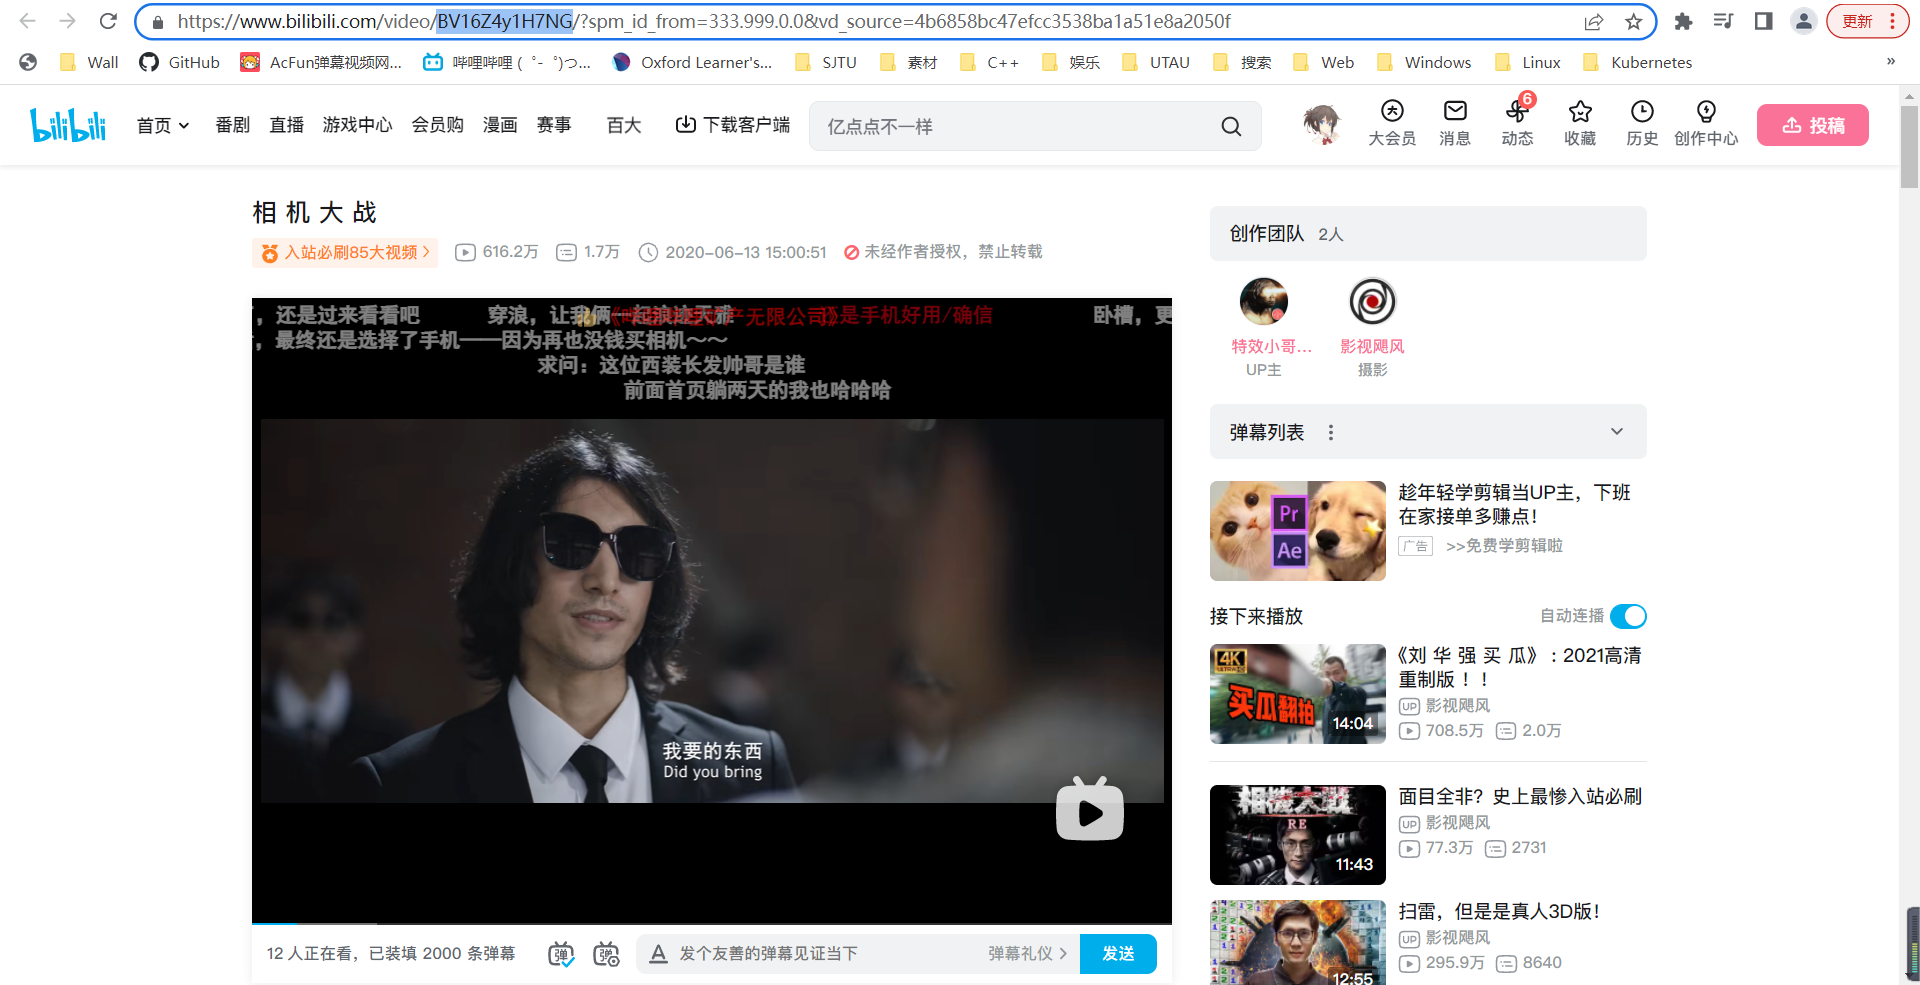 https://www.bilibili.com/video/BV16Z4y1H7NG/?spm_id_from=333.999.0.0&vd_source=4b6858bc47efcc3538ba1a51e8a2050f
更新
Wall
GitHub
AcFun弹幕视频网...
哔哩哔哩 ( ゜- ゜)つ...
Oxford Learner's...
SJTU
素材
C++
娱乐
UTAU
搜索
Web
Windows
Linux
Kubernetes
»
bilibili
首页
番剧
直播
游戏中心
会员购
漫画
赛事
百大
下载客户端
亿点点不一样
大会员
消息
6
动态
收藏
历史
创作中心
投稿
相 机 大 战
入站必刷85大视频
616.2万
1.7万
2020-06-13 15:00:51
未经作者授权，禁止转载
，还是过来看看吧
穿浪，让我俩一起浪迹天涯
还是手机好用/确信
卧槽，更
，最终还是选择了手机——因为再也没钱买相机～～
求问：这位西装长发帅哥是谁
前面首页躺两天的我也哈哈哈
我要的东西
Did you bring
12 人正在看，已装填 2000 条弹幕
弹
弹
发个友善的弹幕见证当下
弹幕礼仪
发送
创作团队 2人
特效小哥...
UP主
影视飓风
摄影
弹幕列表
Pr
Ae
趁年轻学剪辑当UP主，下班
在家接单多赚点！
广告 >>免费学剪辑啦
接下来播放
自动连播
4K
买瓜翻拍
14:04
《刘 华 强 买 瓜》：2021高清
重制版 ！！
UP 影视飓风
708.5万 2.0万
相機大戰
RE
11:43
面目全非？史上最惨入站必刷
UP 影视飓风
77.3万 2731
12:55
扫雷，但是是真人3D版！
UP 影视飓风
295.9万 8640